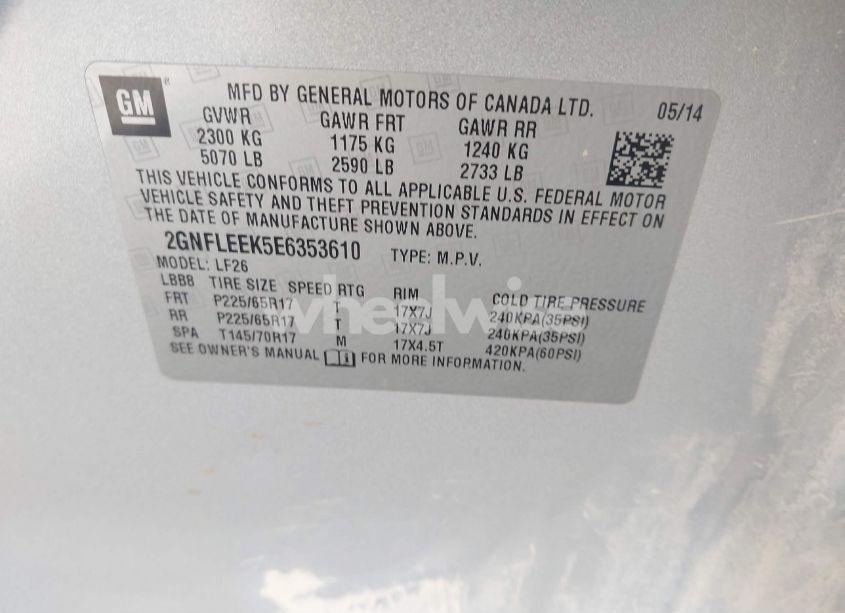 GM
MFD BY GENERAL MOTORS OF CANADA LTD. 05/14
GVWR GAWR FRT GAWR RR
2300 KG 1175 KG 1240 KG
5070 LB 2590 LB 2733 LB
THIS VEHICLE CONFORMS TO ALL APPLICABLE U.S. FEDERAL MOTOR
VEHICLE SAFETY AND THEFT PREVENTION STANDARDS IN EFFECT ON
THE DATE OF MANUFACTURE SHOWN ABOVE.
2GNFLEEK5E6353610 TYPE: M.P.V.
MODEL: LF26
LBB8 TIRE SIZE SPEED RTG RIM COLD TIRE PRESSURE
FRT P225/65R17 T 17X7J 240KPA(35PSI)
RR P225/65R17 T 17X7J 240KPA(35PSI)
SPA T145/70R17 M 17X4.5T 420KPA(60PSI)
SEE OWNER'S MANUAL FOR MORE INFORMATION.